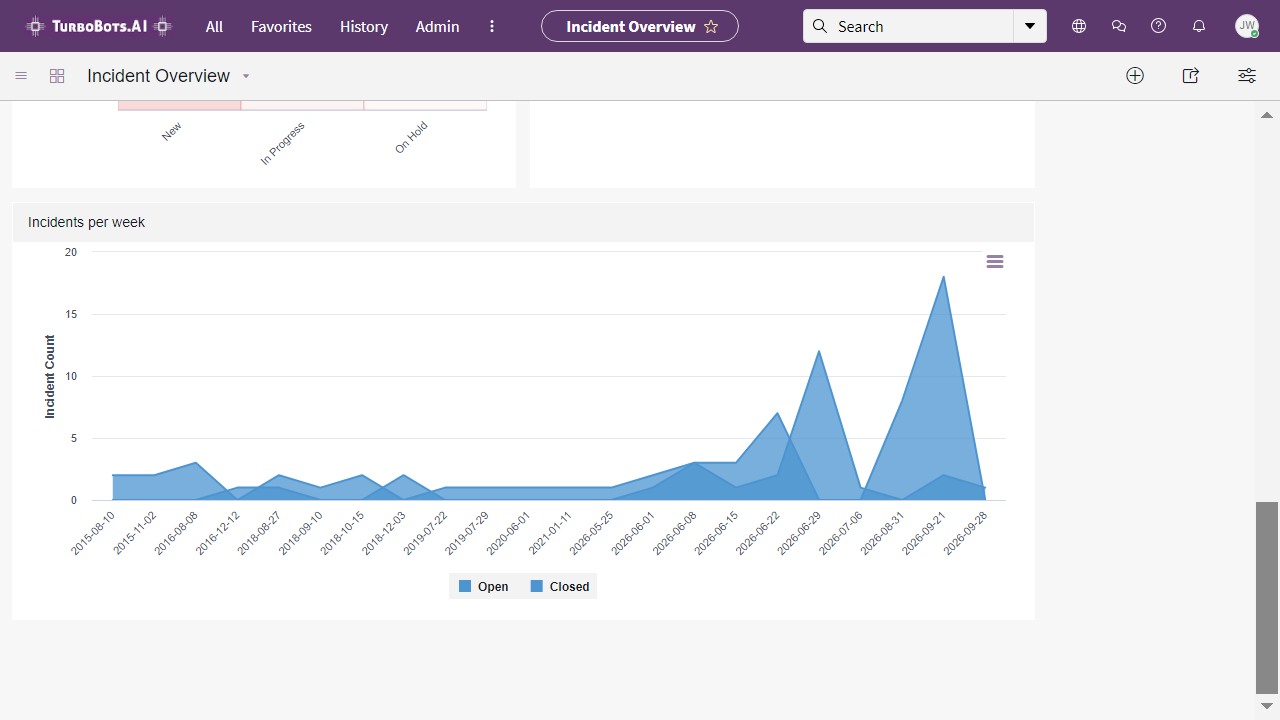 TURBOBOTS.AI All Favorites History Admin Incident Overview Search JW
Incident Overview
New In Progress On Hold
Incidents per week
20
15
10
5
0
Incident Count
2015-08-10 2015-11-02 2016-08-08 2016-12-12 2018-08-27 2018-09-10 2018-10-15 2018-12-03 2019-07-22 2019-07-29 2020-06-01 2021-01-11 2026-05-25 2026-06-01 2026-06-08 2026-06-15 2026-06-22 2026-06-29 2026-07-06 2026-08-31 2026-09-21 2026-09-28
Open Closed